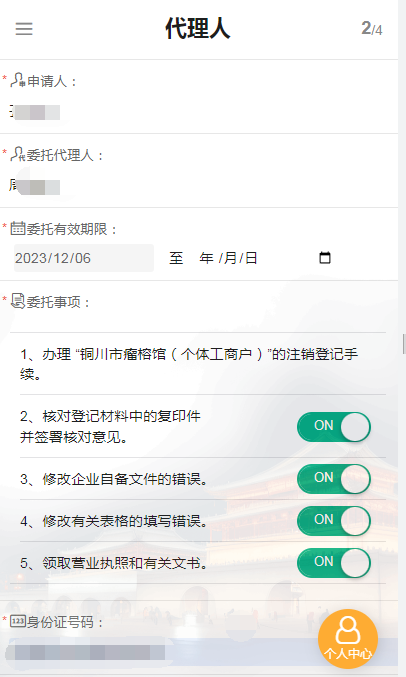 代理人
2/4
* 申请人：
* 委托代理人：
* 委托有效期限：
2023/12/06 至 年 /月/日
* 委托事项：
1、办理 “铜川市瘤榕馆（个体工商户）”的注销登记手
续。
2、核对登记材料中的复印件
并签署核对意见。
ON
3、修改企业自备文件的错误。
ON
4、修改有关表格的填写错误。
ON
5、领取营业执照和有关文书。
ON
* 身份证号码：
个人中心